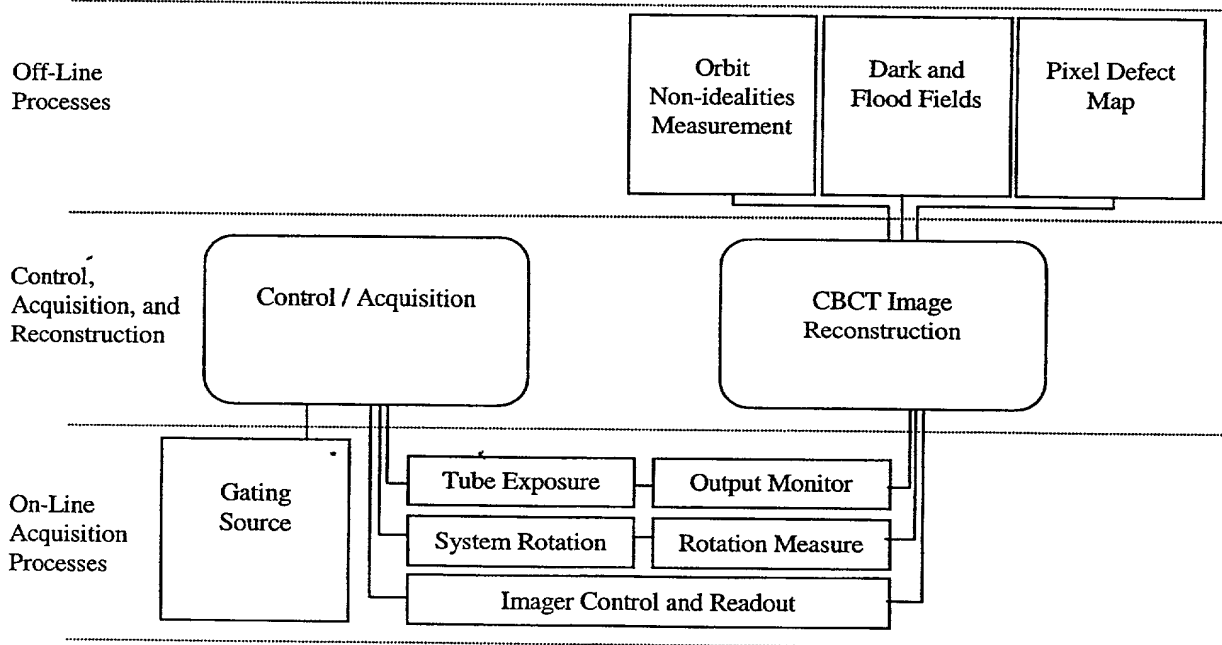 Off-Line
Processes
Orbit
Non-idealities
Measurement
Dark and
Flood Fields
Pixel Defect
Map
Control,
Acquisition, and
Reconstruction
Control / Acquisition
CBCT Image
Reconstruction
On-Line
Acquisition
Processes
Gating
Source
Tube Exposure
Output Monitor
System Rotation
Rotation Measure
Imager Control and Readout